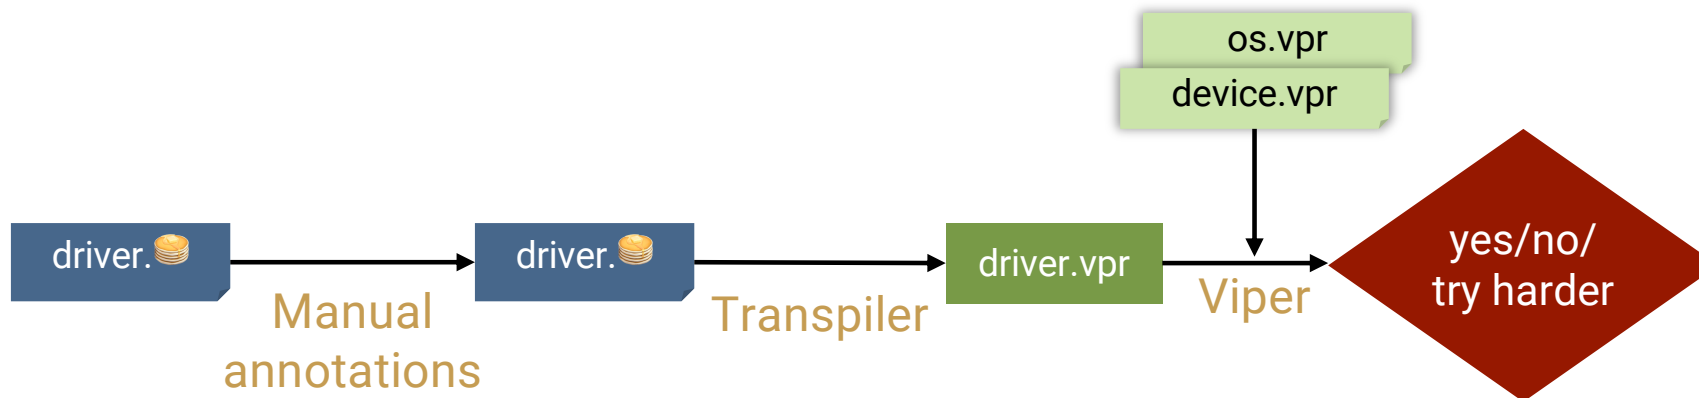 os.vpr
device.vpr
driver.🥞
Manual
annotations
driver.🥞
Transpiler
driver.vpr
Viper
yes/no/
try harder